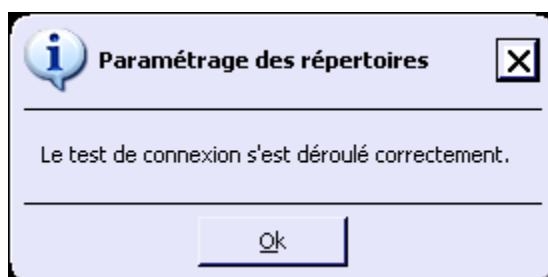 Paramétrage des répertoires
Le test de connexion s'est déroulé correctement.
Ok